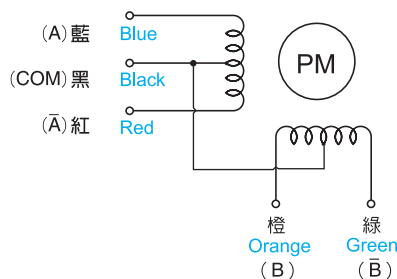 (A)藍 Blue
(COM)黑 Black
(A̅)紅 Red
PM
橙 綠
Orange Green
(B) (B̅)